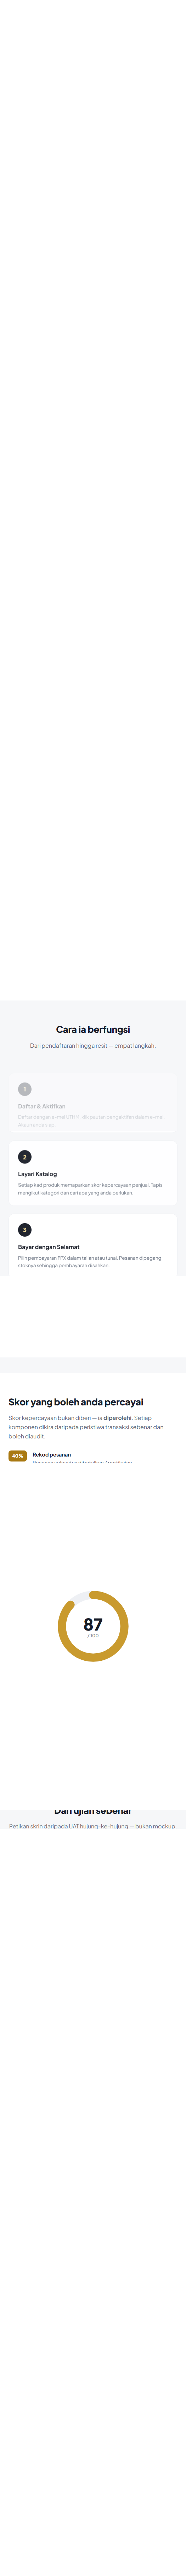 Cara ia berfungsi
Dari pendaftaran hingga resit — empat langkah.
1
Daftar & Aktifkan
2
Layari Katalog
Setiap kad produk memaparkan skor kepercayaan penjual. Tapis
mengikut kategori dan cari apa yang anda perlukan.
3
Bayar dengan Selamat
Pilih pembayaran FPX dalam talian atau tunai. Pesanan dipegang
stoknya sehingga pembayaran disahkan.
Skor yang boleh anda percayai
Skor kepercayaan bukan diberi — ia diperolehi. Setiap
komponen dikira daripada peristiwa transaksi sebenar dan
boleh diaudit.
40%
Rekod pesanan
87
/ 100
Dari ujian sebenar
Petikan skrin daripada UAT hujung-ke-hujung — bukan mockup.